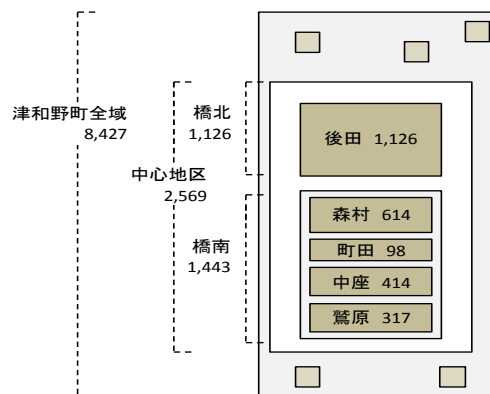 津和野町全域
8,427
橋北
1,126
中心地区
2,569
橋南
1,443
後田 1,126
森村 614
町田 98
中座 414
鷲原 317